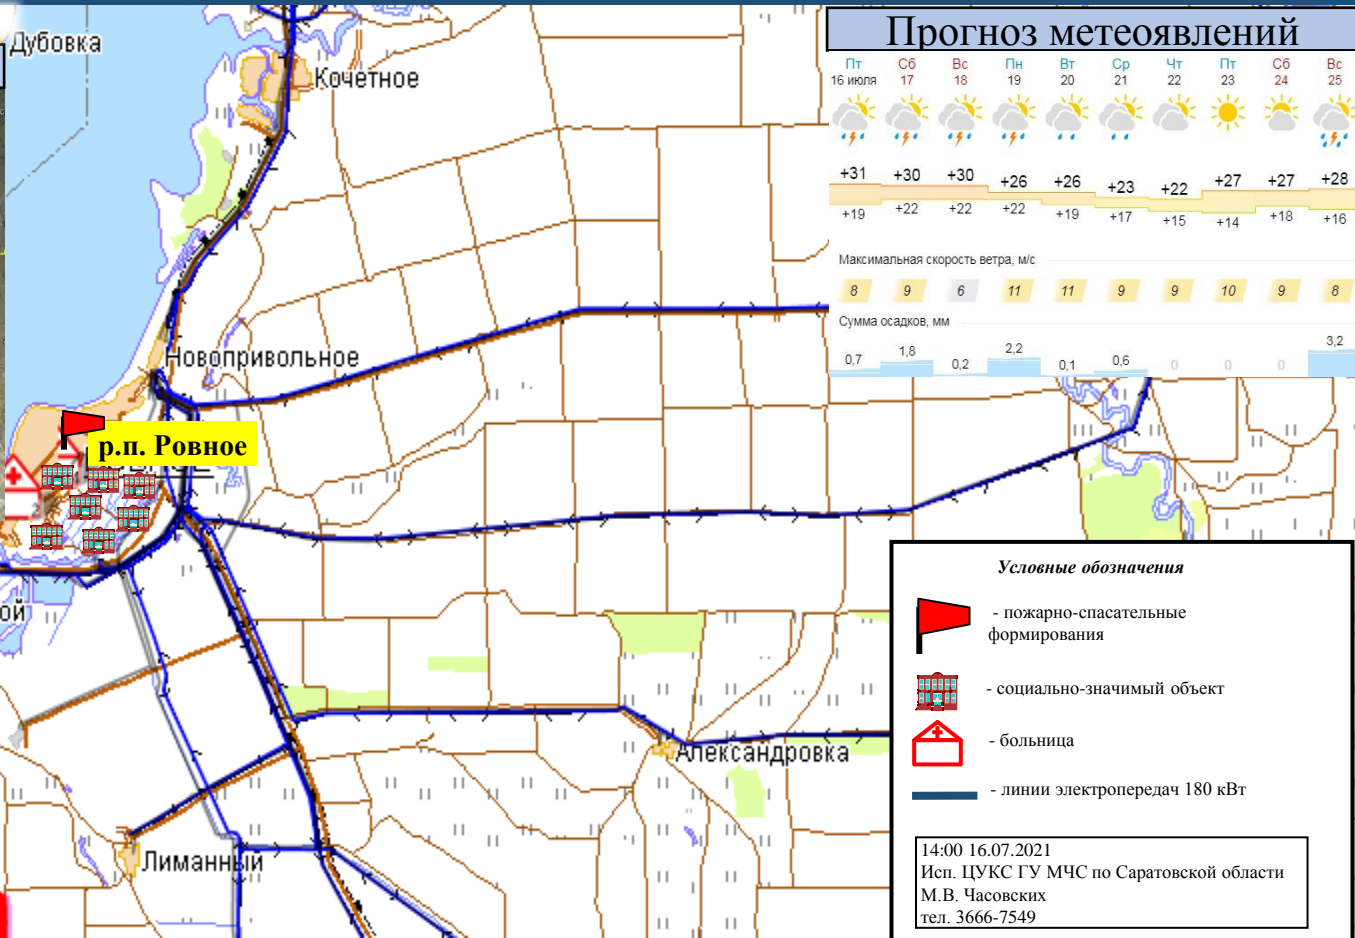 Прогноз метеоявлений
Пт Сб Вс Пн Вт Ср Чт Пт Сб Вс
16 июля 17 18 19 20 21 22 23 24 25
+31 +30 +30 +26 +26 +23 +22 +27 +27 +28
+19 +22 +22 +22 +19 +17 +15 +14 +18 +16
Максимальная скорость ветра, м/с
8 9 6 11 11 9 9 10 9 8
Сумма осадков, мм
0,7 1,8 0,2 2,2 0,1 0,6 0 0 0 3,2
Дубовка
Кочетное
Новопривольное
р.п. Ровное
ой
Александровка
Лиманный
Условные обозначения
- пожарно-спасательные
формирования
- социально-значимый объект
- больница
- линии электропередач 180 кВт
14:00 16.07.2021
Исп. ЦУКС ГУ МЧС по Саратовской области
М.В. Часовских
тел. 3666-7549